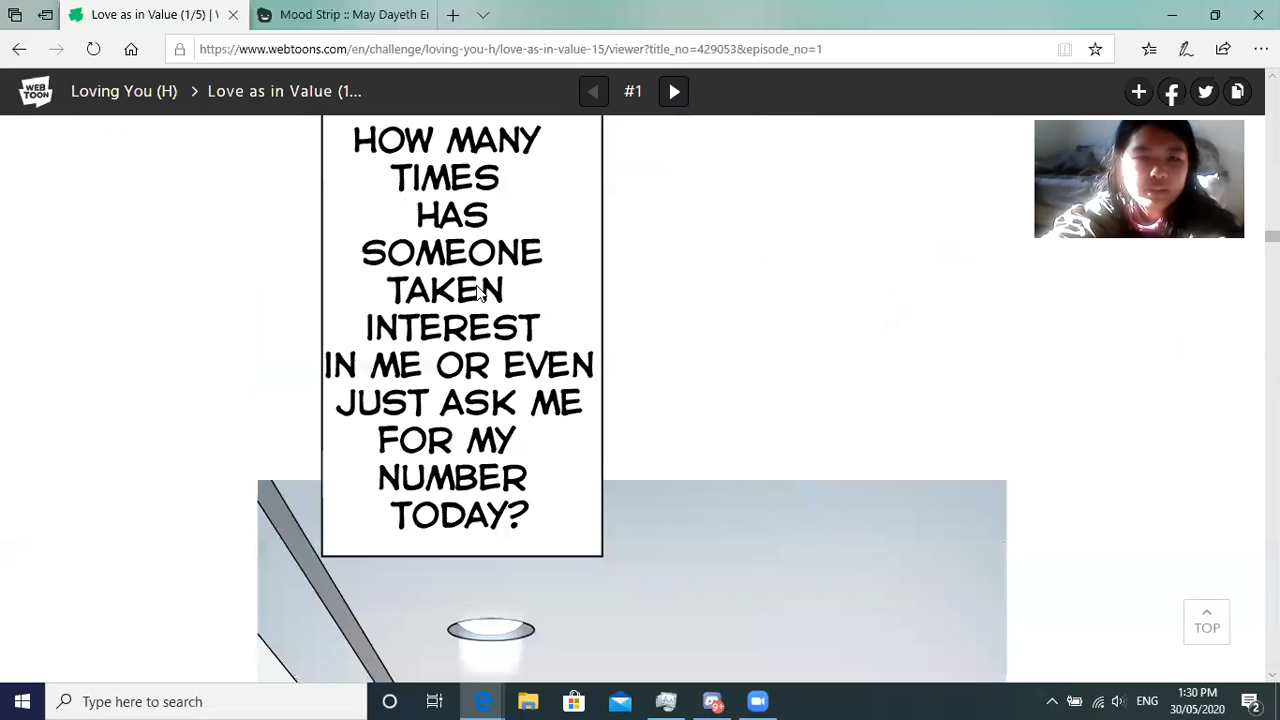 Love as in Value (1/5) | V
Mood Strip :: May Dayeth Er
https://www.webtoons.com/en/challenge/loving-you-h/love-as-in-value-15/viewer?title_no=429053&episode_no=1
WEB TOON
Loving You (H) > Love as in Value (1... #1
HOW MANY
TIMES
HAS
SOMEONE
TAKEN
INTEREST
IN ME OR EVEN
JUST ASK ME
FOR MY
NUMBER
TODAY?
TOP
Type here to search
9+
ENG
1:30 PM
30/05/2020
2